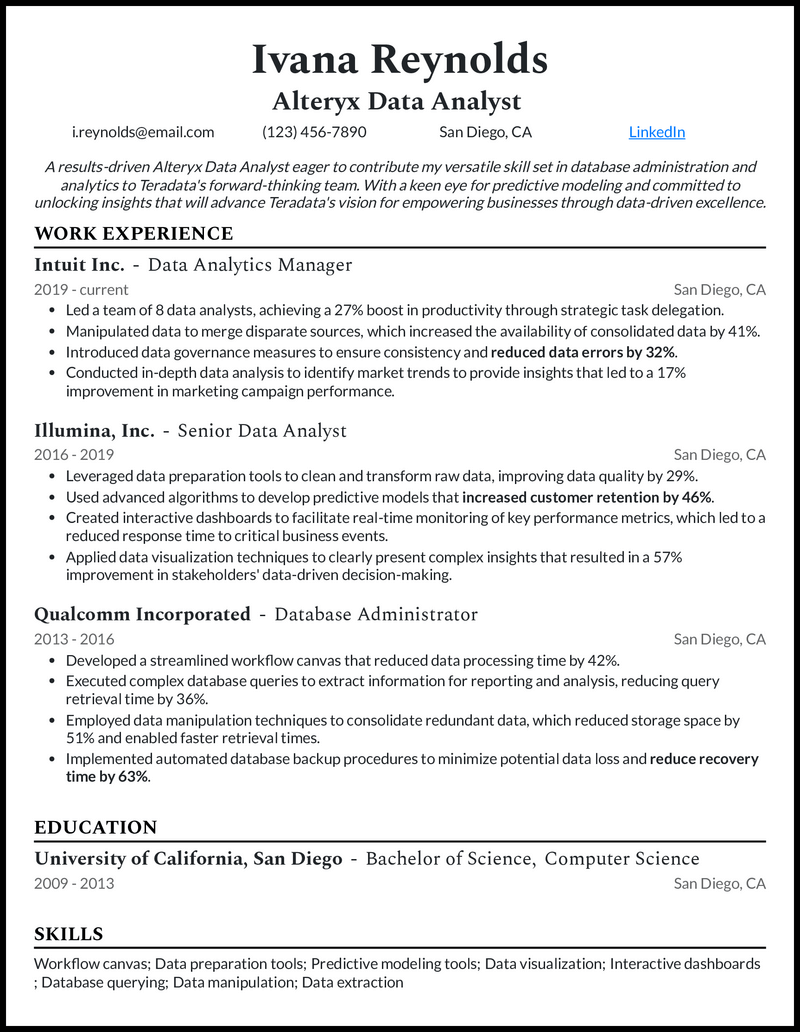 Ivana Reynolds
Alteryx Data Analyst
i.reynolds@email.com (123) 456-7890 San Diego, CA LinkedIn
A results-driven Alteryx Data Analyst eager to contribute my versatile skill set in database administration and
analytics to Teradata's forward-thinking team. With a keen eye for predictive modeling and committed to
unlocking insights that will advance Teradata's vision for empowering businesses through data-driven excellence.
WORK EXPERIENCE
Intuit Inc. - Data Analytics Manager
2019 - current San Diego, CA
• Led a team of 8 data analysts, achieving a 27% boost in productivity through strategic task delegation.
• Manipulated data to merge disparate sources, which increased the availability of consolidated data by 41%.
• Introduced data governance measures to ensure consistency and reduced data errors by 32%.
• Conducted in-depth data analysis to identify market trends to provide insights that led to a 17%
improvement in marketing campaign performance.
Illumina, Inc. - Senior Data Analyst
2016 - 2019 San Diego, CA
• Leveraged data preparation tools to clean and transform raw data, improving data quality by 29%.
• Used advanced algorithms to develop predictive models that increased customer retention by 46%.
• Created interactive dashboards to facilitate real-time monitoring of key performance metrics, which led to a
reduced response time to critical business events.
• Applied data visualization techniques to clearly present complex insights that resulted in a 57%
improvement in stakeholders' data-driven decision-making.
Qualcomm Incorporated - Database Administrator
2013 - 2016 San Diego, CA
• Developed a streamlined workflow canvas that reduced data processing time by 42%.
• Executed complex database queries to extract information for reporting and analysis, reducing query
retrieval time by 36%.
• Employed data manipulation techniques to consolidate redundant data, which reduced storage space by
51% and enabled faster retrieval times.
• Implemented automated database backup procedures to minimize potential data loss and reduce recovery
time by 63%.
EDUCATION
University of California, San Diego - Bachelor of Science, Computer Science
2009 - 2013 San Diego, CA
SKILLS
Workflow canvas; Data preparation tools; Predictive modeling tools; Data visualization; Interactive dashboards
; Database querying; Data manipulation; Data extraction